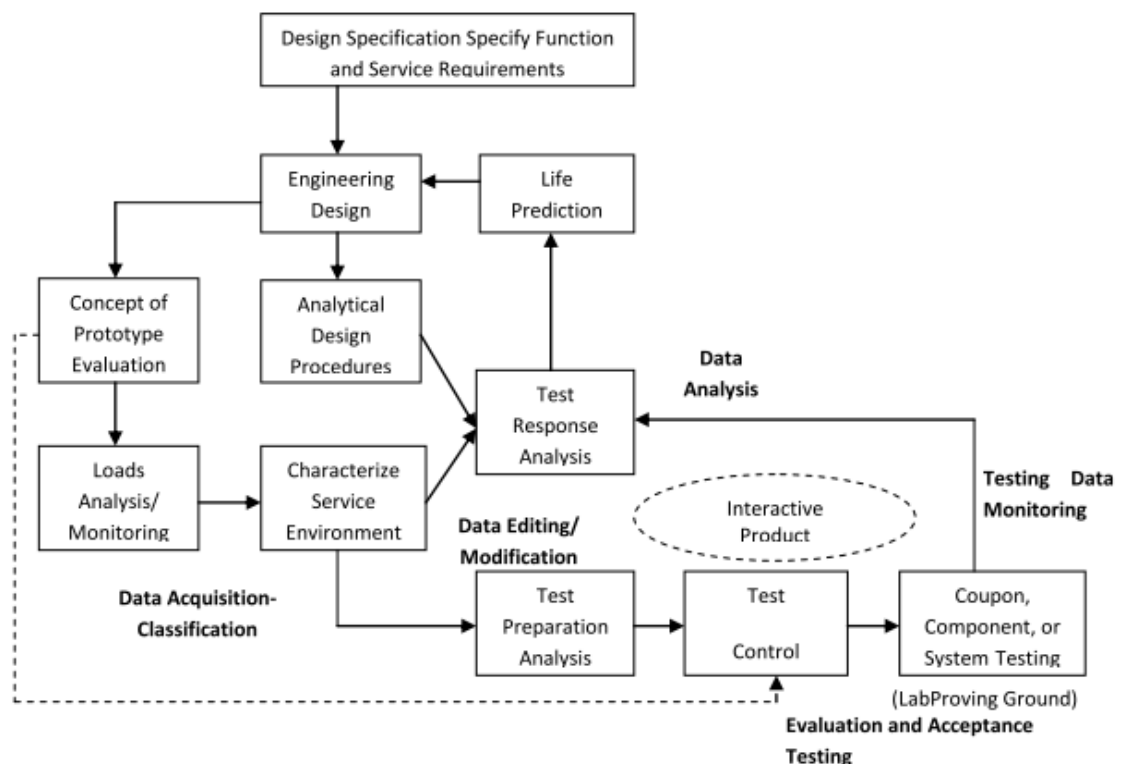 Design Specification Specify Function
and Service Requirements
Engineering
Design
Life
Prediction
Concept of
Prototype
Evaluation
Analytical
Design
Procedures
Test
Response
Analysis
Data
Analysis
Loads
Analysis/
Monitoring
Characterize
Service
Environment
Data Editing/
Modification
Interactive
Product
Testing Data
Monitoring
Data Acquisition-
Classification
Test
Preparation
Analysis
Test
Control
Coupon,
Component, or
System Testing
(LabProving Ground)
Evaluation and Acceptance
Testing